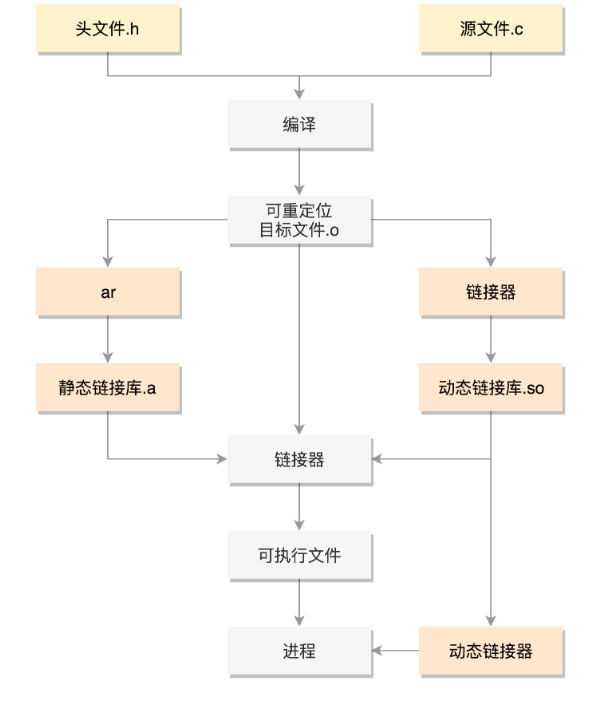 头文件.h
源文件.c
编译
可重定位
目标文件.o
ar
链接器
静态链接库.a
动态链接库.so
链接器
可执行文件
进程
动态链接器